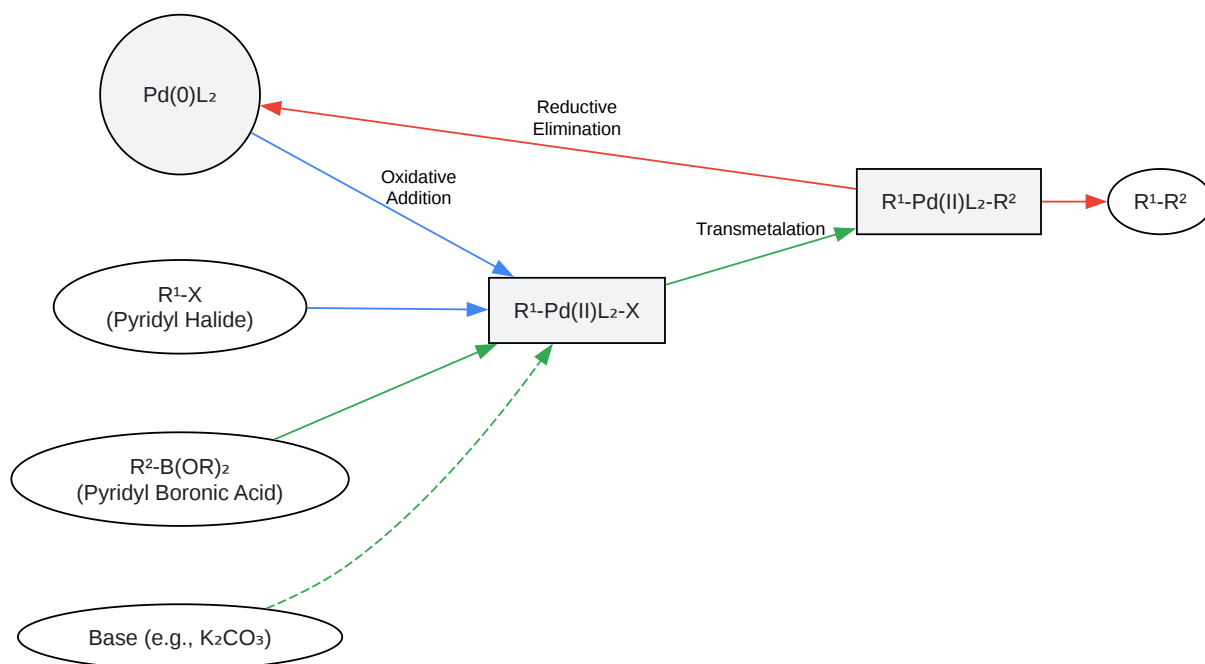 Pd(0)L₂
Reductive
Elimination
Oxidative
Addition
R¹-Pd(II)L₂-R²
R¹-R²
Transmetalation
R¹-X
(Pyridyl Halide)
R¹-Pd(II)L₂-X
R²-B(OR)₂
(Pyridyl Boronic Acid)
Base (e.g., K₂CO₃)